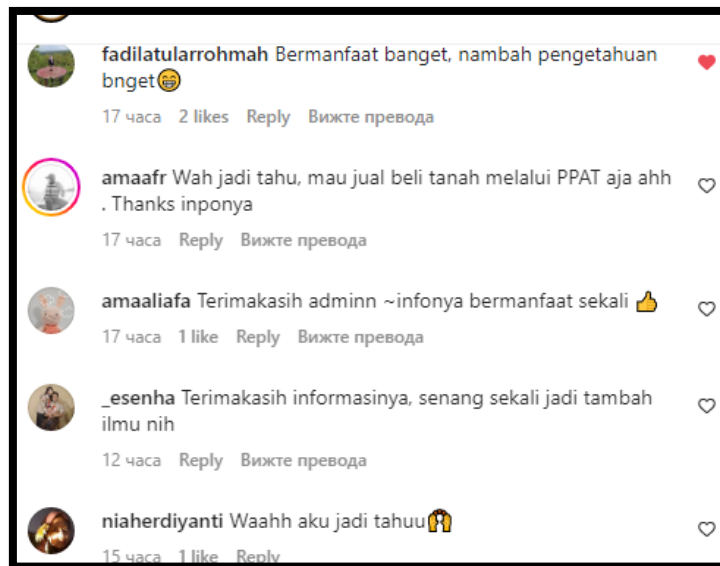 fadilatularrohmah Bermanfaat banget, nambah pengetahuan
bnget😁
17 часа 2 likes Reply Вижте превода
amaafr Wah jadi tahu, mau jual beli tanah melalui PPAT aja ahh
. Thanks inponya
17 часа Reply Вижте превода
amaaliafa Terimakasih adminn ~infonya bermanfaat sekali 👍
17 часа 1 like Reply Вижте превода
_esenha Terimakasih informasinya, senang sekali jadi tambah
ilmu nih
12 часа Reply Вижте превода
niaherdiyanti Waahh aku jadi tahuu🙌
15 часа 1 like Reply